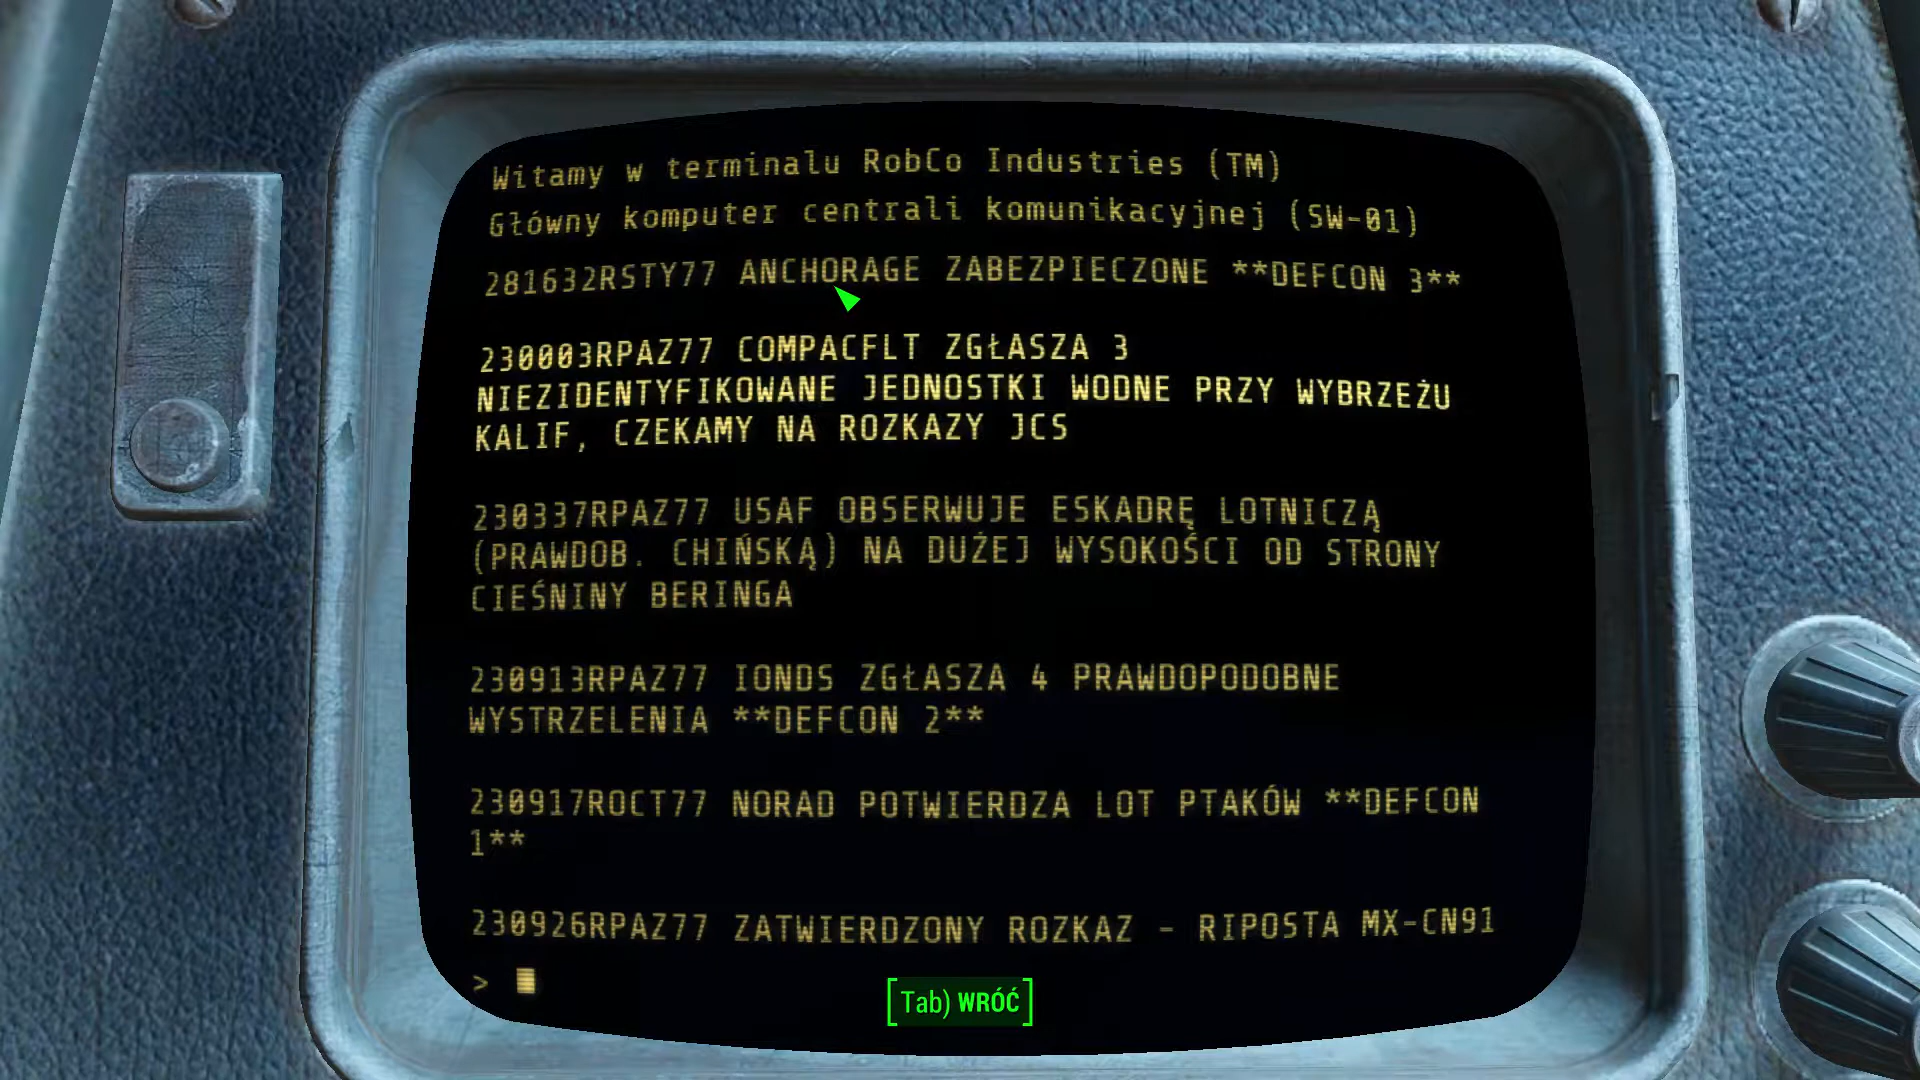 Witamy w terminalu RobCo Industries (TM)
Główny komputer centrali komunikacyjnej (SW-01)
281632RSTY77 ANCHORAGE ZABEZPIECZONE **DEFCON 3**
230003RPAZ77 COMPACFLT ZGŁASZA 3
NIEZIDENTYFIKOWANE JEDNOSTKI WODNE PRZY WYBRZEŻU
KALIF, CZEKAMY NA ROZKAZY JCS
230337RPAZ77 USAF OBSERWUJE ESKADRĘ LOTNICZĄ
(PRAWDOB. CHIŃSKĄ) NA DUŻEJ WYSOKOŚCI OD STRONY
CIEŚNINY BERINGA
230913RPAZ77 IONDS ZGŁASZA 4 PRAWDOPODOBNE
WYSTRZELENIA **DEFCON 2**
230917ROCT77 NORAD POTWIERDZA LOT PTAKÓW **DEFCON
1**
230926RPAZ77 ZATWIERDZONY ROZKAZ - RIPOSTA MX-CN91
>
[Tab) WRÓĆ]